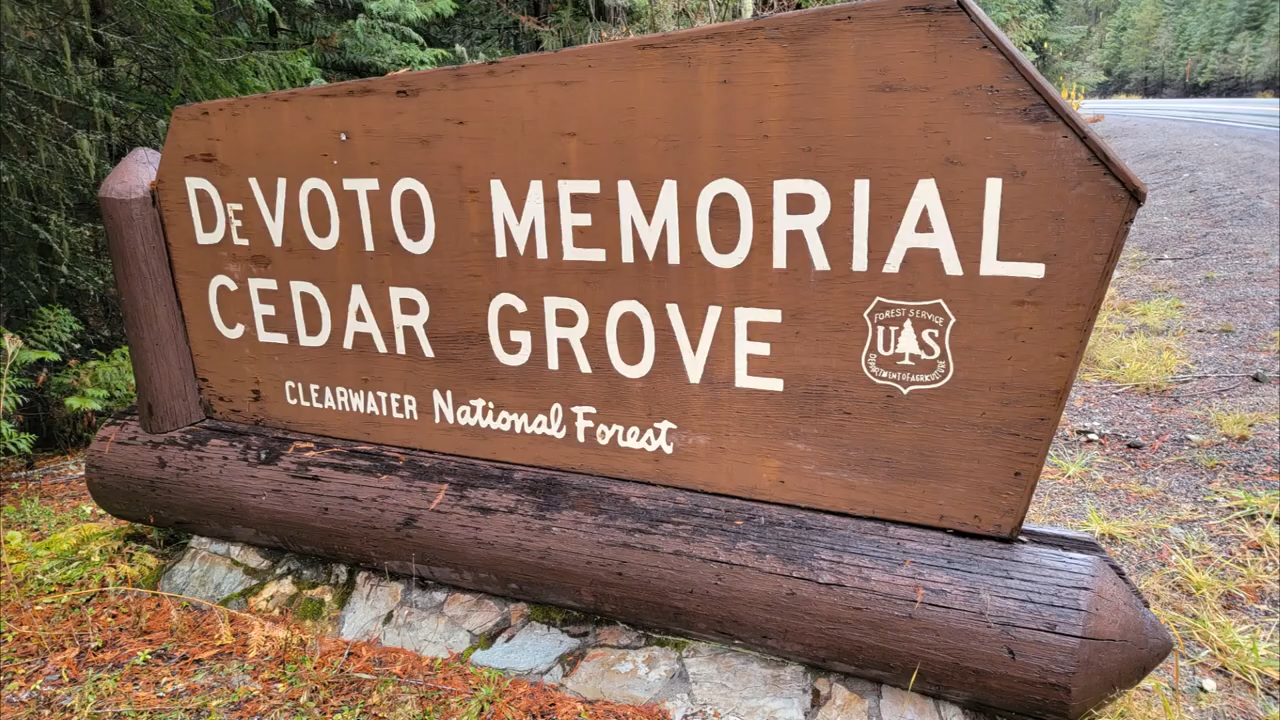 DeVOTO MEMORIAL
CEDAR GROVE
CLEARWATER National Forest
FOREST SERVICE
US
DEPARTMENT OF AGRICULTURE